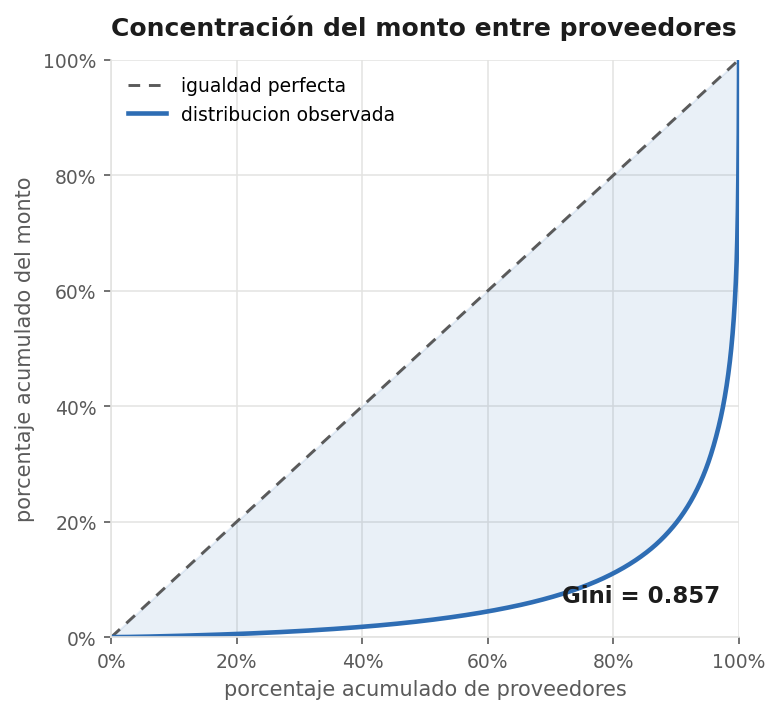 Concentración del monto entre proveedores
igualdad perfecta
distribucion observada
100%
80%
60%
40%
20%
0%
porcentaje acumulado del monto
Gini = 0.857
0%
20%
40%
60%
80%
100%
porcentaje acumulado de proveedores